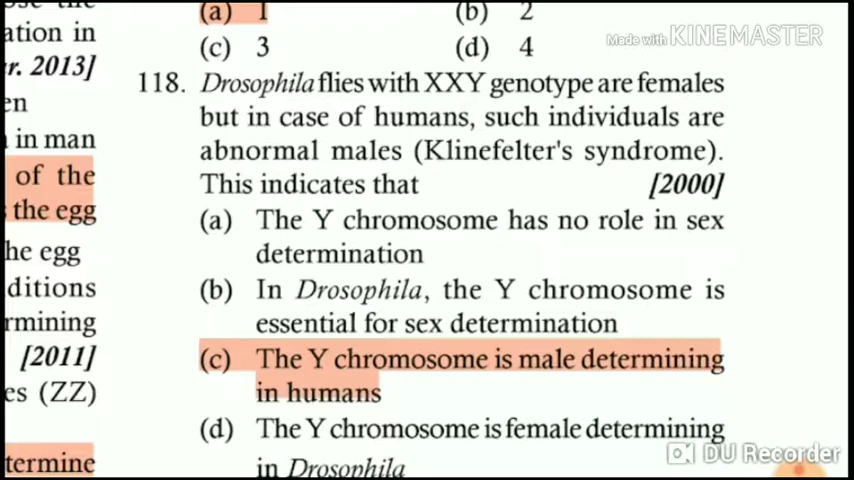 ation in
r. 2013]
en
in man
of the
the egg
he egg
ditions
rmining
[2011]
es (ZZ)
termine
(a) 1 (b) 2
(c) 3 (d) 4
Made with KINEMASTER
118. Drosophila flies with XXY genotype are females
but in case of humans, such individuals are
abnormal males (Klinefelter's syndrome).
This indicates that [2000]
(a) The Y chromosome has no role in sex
determination
(b) In Drosophila, the Y chromosome is
essential for sex determination
(c) The Y chromosome is male determining
in humans
(d) The Y chromosome is female determining
in Drosophila
DU Recorder